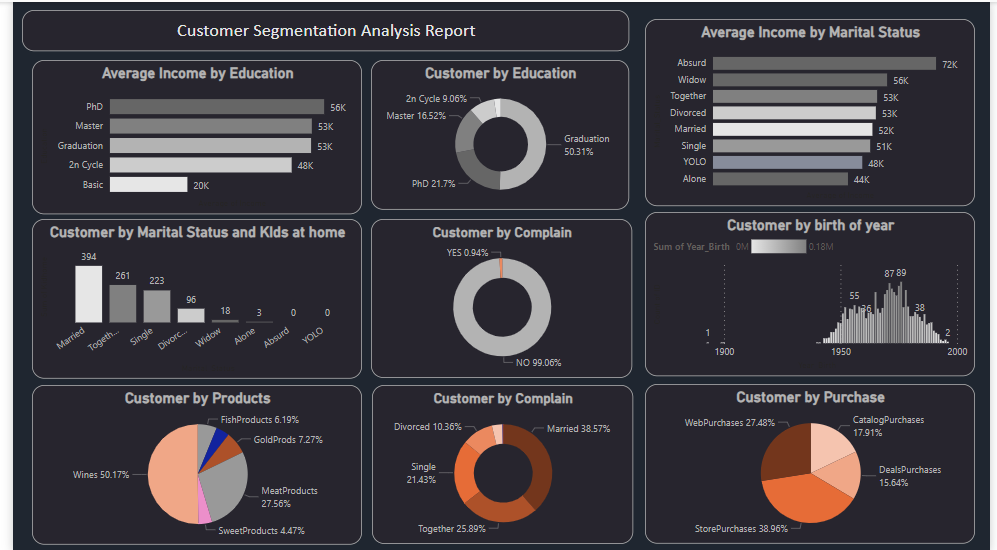 Customer Segmentation Analysis Report
Average Income by Education
PhD 56K
Master 53K
Graduation 53K
2n Cycle 48K
Basic 20K
Customer by Education
2n Cycle 9.06%
Master 16.52%
Graduation
50.31%
PhD 21.7%
Average Income by Marital Status
Absurd 72K
Widow 56K
Together 53K
Divorced 53K
Married 52K
Single 51K
YOLO 48K
Alone 44K
Customer by Marital Status and KIds at home
394
261
223
96
18
3
0
0
Married
Togeth...
Single
Divorc...
Widow
Alone
Absurd
YOLO
Customer by Complain
YES 0.94%
NO 99.06%
Customer by birth of year
Sum of Year_Birth 0M 0.18M
87 89
55
36
38
1
2
1900 1950 2000
Customer by Products
FishProducts 6.19%
GoldProds 7.27%
Wines 50.17%
MeatProducts
27.56%
SweetProducts 4.47%
Customer by Complain
Divorced 10.36%
Married 38.57%
Single
21.43%
Together 25.89%
Customer by Purchase
WebPurchases 27.48%
CatalogPurchases
17.91%
DealsPurchases
15.64%
StorePurchases 38.96%